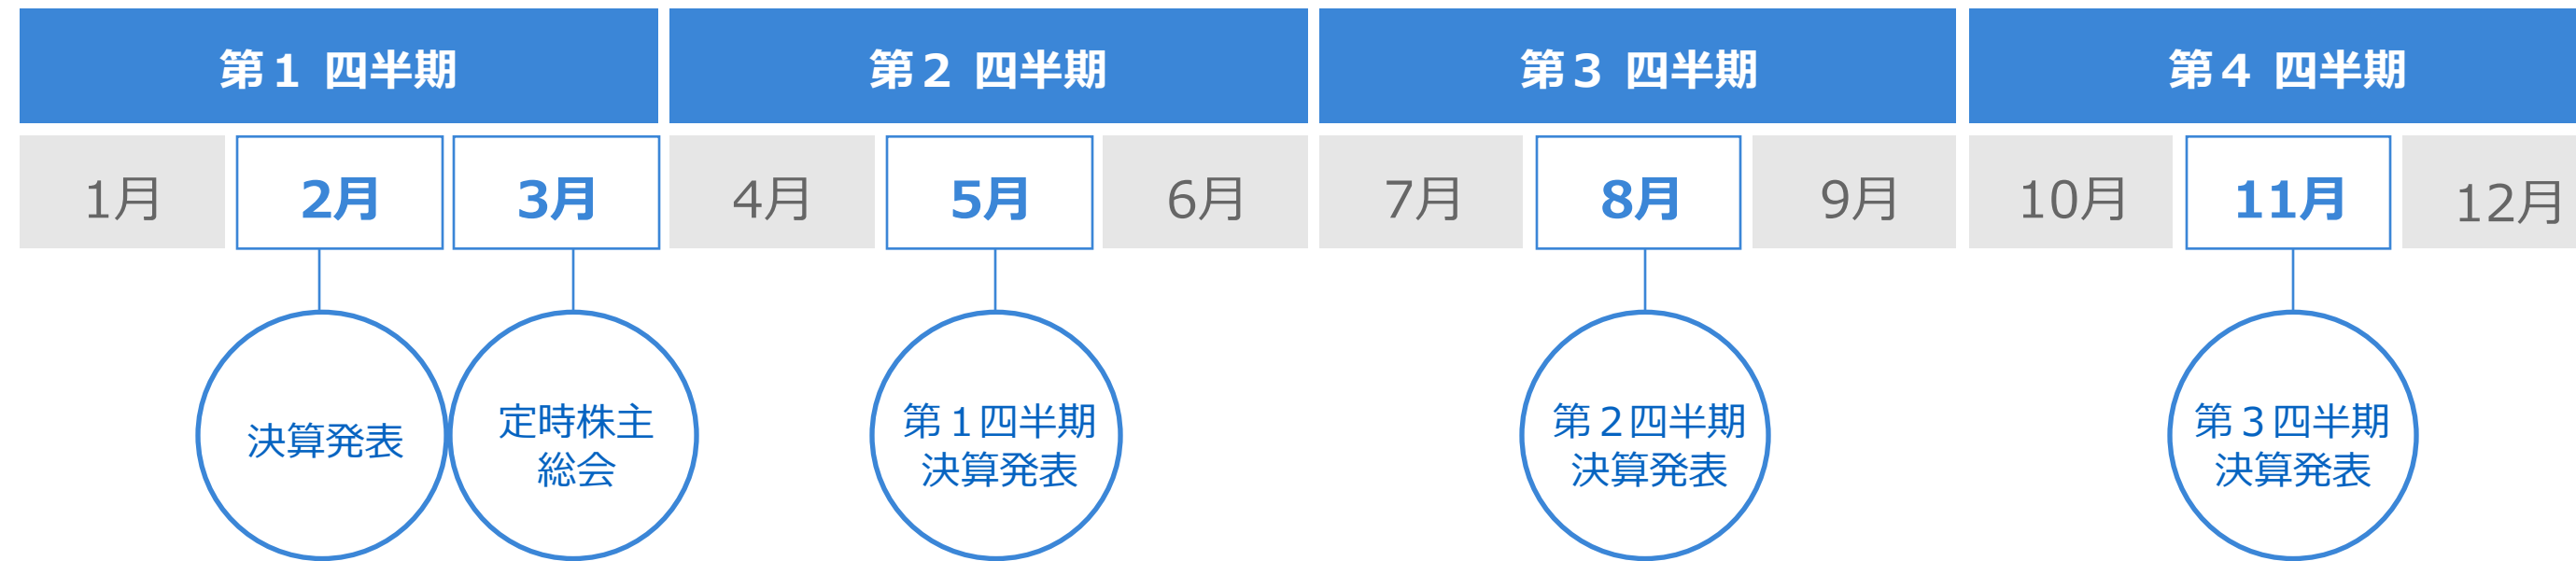 第１ 四半期
第２ 四半期
第３ 四半期
第４ 四半期
1月
2月
3月
4月
5月
6月
7月
8月
9月
10月
11月
12月
決算発表
定時株主
総会
第１四半期
決算発表
第２四半期
決算発表
第３四半期
決算発表